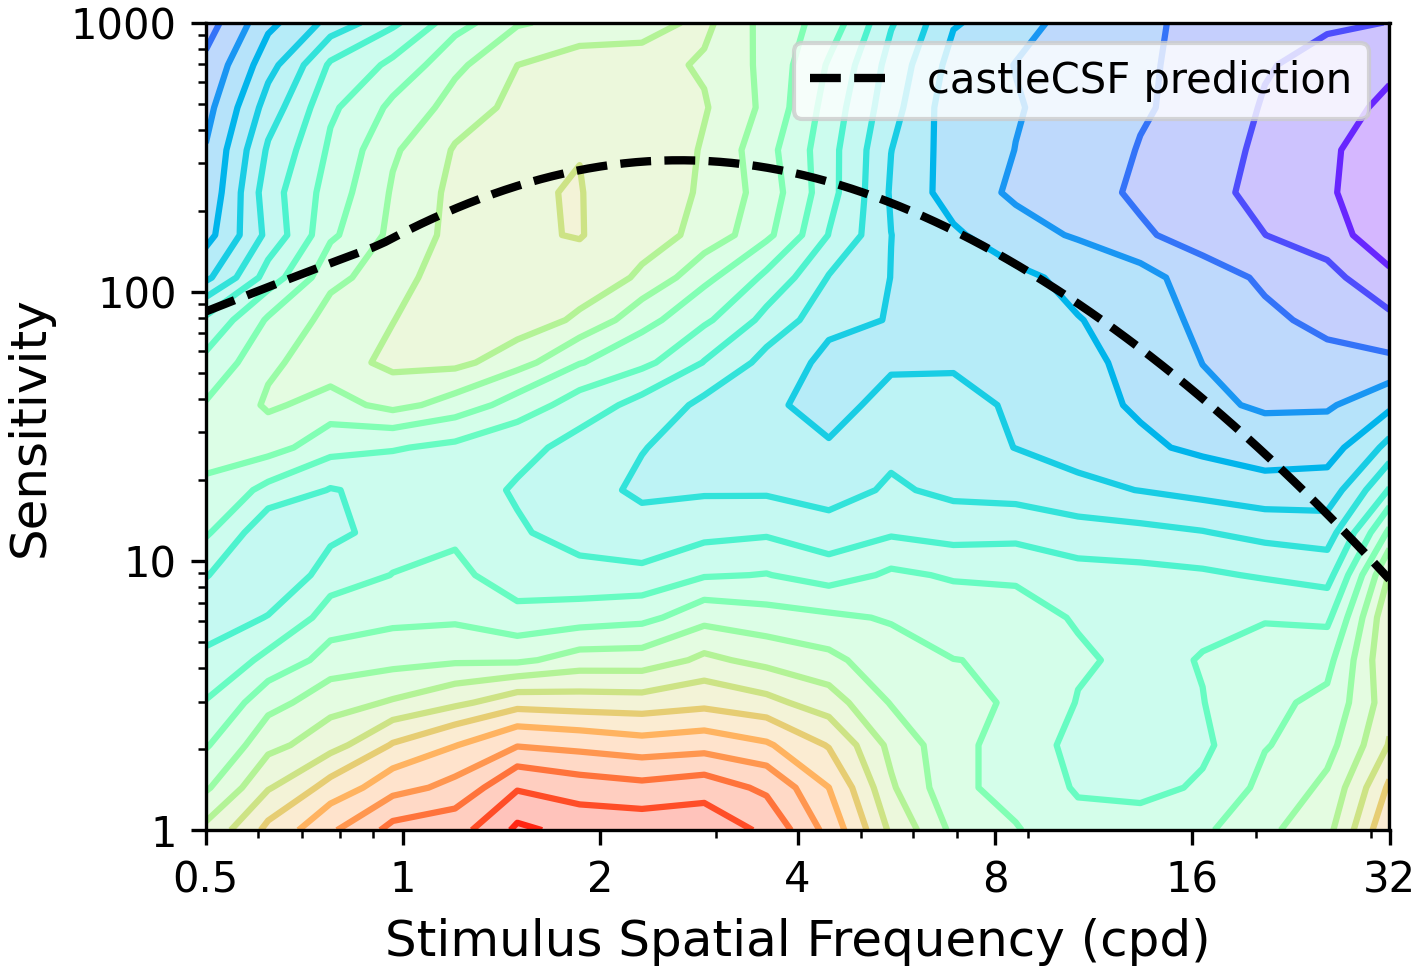 1000
100
10
1
Sensitivity
castleCSF prediction
0.5 1 2 4 8 16 32
Stimulus Spatial Frequency (cpd)